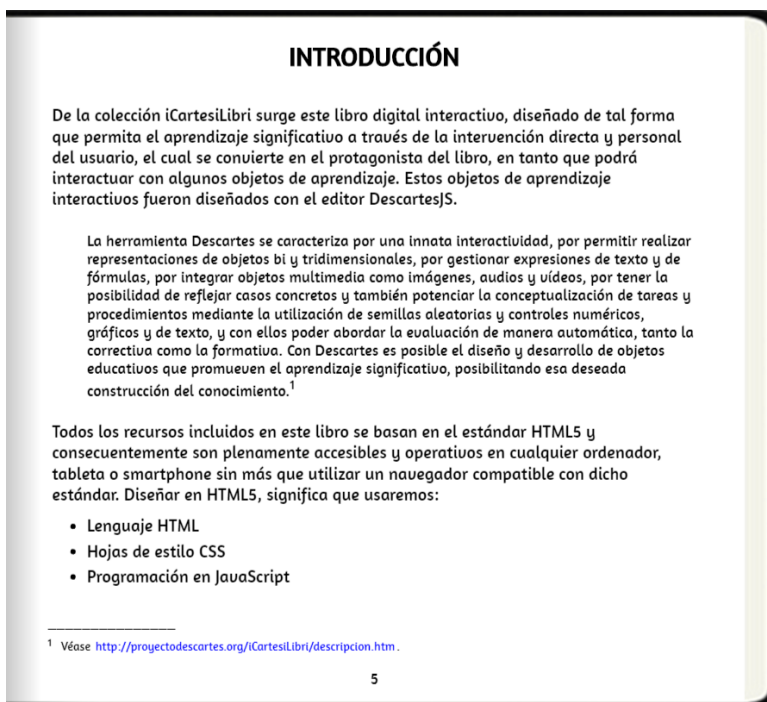 INTRODUCCIÓN
De la colección iCartesiLibri surge este libro digital interactivo, diseñado de tal forma
que permita el aprendizaje significativo a través de la intervención directa y personal
del usuario, el cual se convierte en el protagonista del libro, en tanto que podrá
interactuar con algunos objetos de aprendizaje. Estos objetos de aprendizaje
interactivos fueron diseñados con el editor DescartesJS.
La herramienta Descartes se caracteriza por una innata interactividad, por permitir realizar
representaciones de objetos bi y tridimensionales, por gestionar expresiones de texto y de
fórmulas, por integrar objetos multimedia como imágenes, audios y vídeos, por tener la
posibilidad de reflejar casos concretos y también potenciar la conceptualización de tareas y
procedimientos mediante la utilización de semillas aleatorias y controles numéricos,
gráficos y de texto, y con ellos poder abordar la evaluación de manera automática, tanto la
correctiva como la formativa. Con Descartes es posible el diseño y desarrollo de objetos
educativos que promueven el aprendizaje significativo, posibilitando esa deseada
construcción del conocimiento.1
Todos los recursos incluidos en este libro se basan en el estándar HTML5 y
consecuentemente son plenamente accesibles y operativos en cualquier ordenador,
tableta o smartphone sin más que utilizar un navegador compatible con dicho
estándar. Diseñar en HTML5, significa que usaremos:
• Lenguaje HTML
• Hojas de estilo CSS
• Programación en JavaScript
1 Véase http://proyectodescartes.org/iCartesiLibri/descripcion.htm.
5